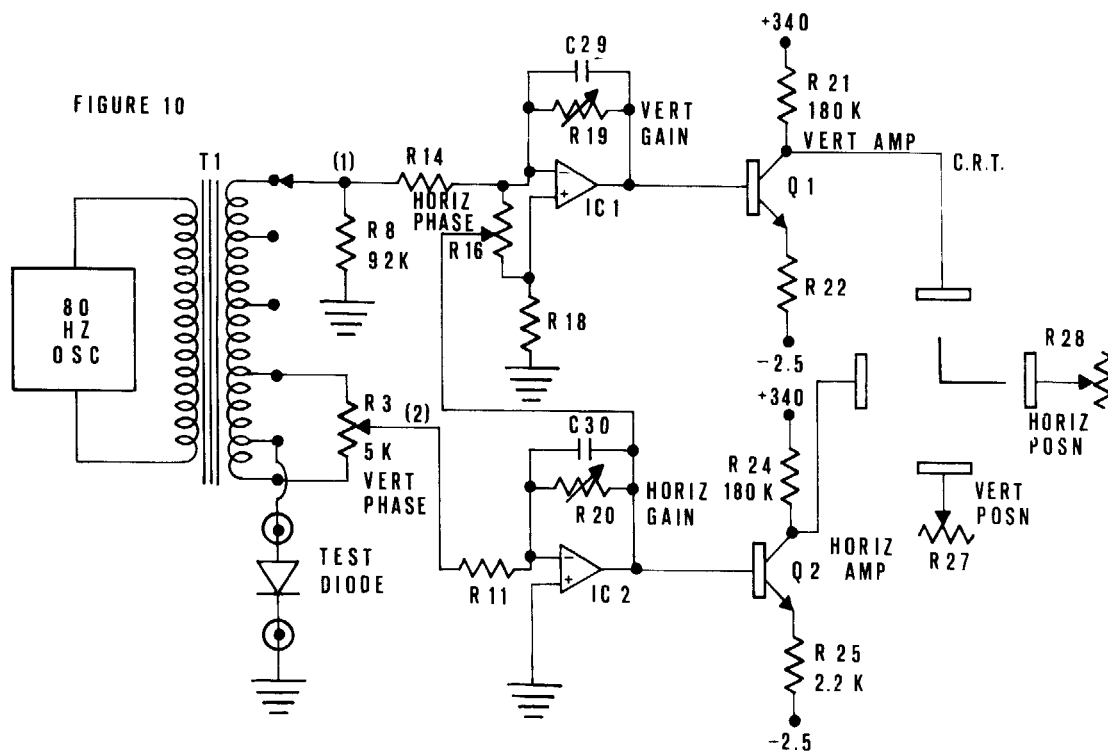 FIGURE 10
80
HZ
OSC
T1
(1)
R8
92K
R3
5K
(2)
VERT
PHASE
TEST
DIODE
R14
HORIZ
PHASE
R16
R18
C29
R19
VERT
GAIN
−
+
IC1
R11
C30
R20
HORIZ
GAIN
−
+
IC2
+340
R21
180K
VERT AMP
Q1
R22
−2.5
+340
R24
180K
HORIZ
AMP
Q2
R25
2.2K
−2.5
C.R.T.
R28
HORIZ
POSN
VERT
POSN
R27